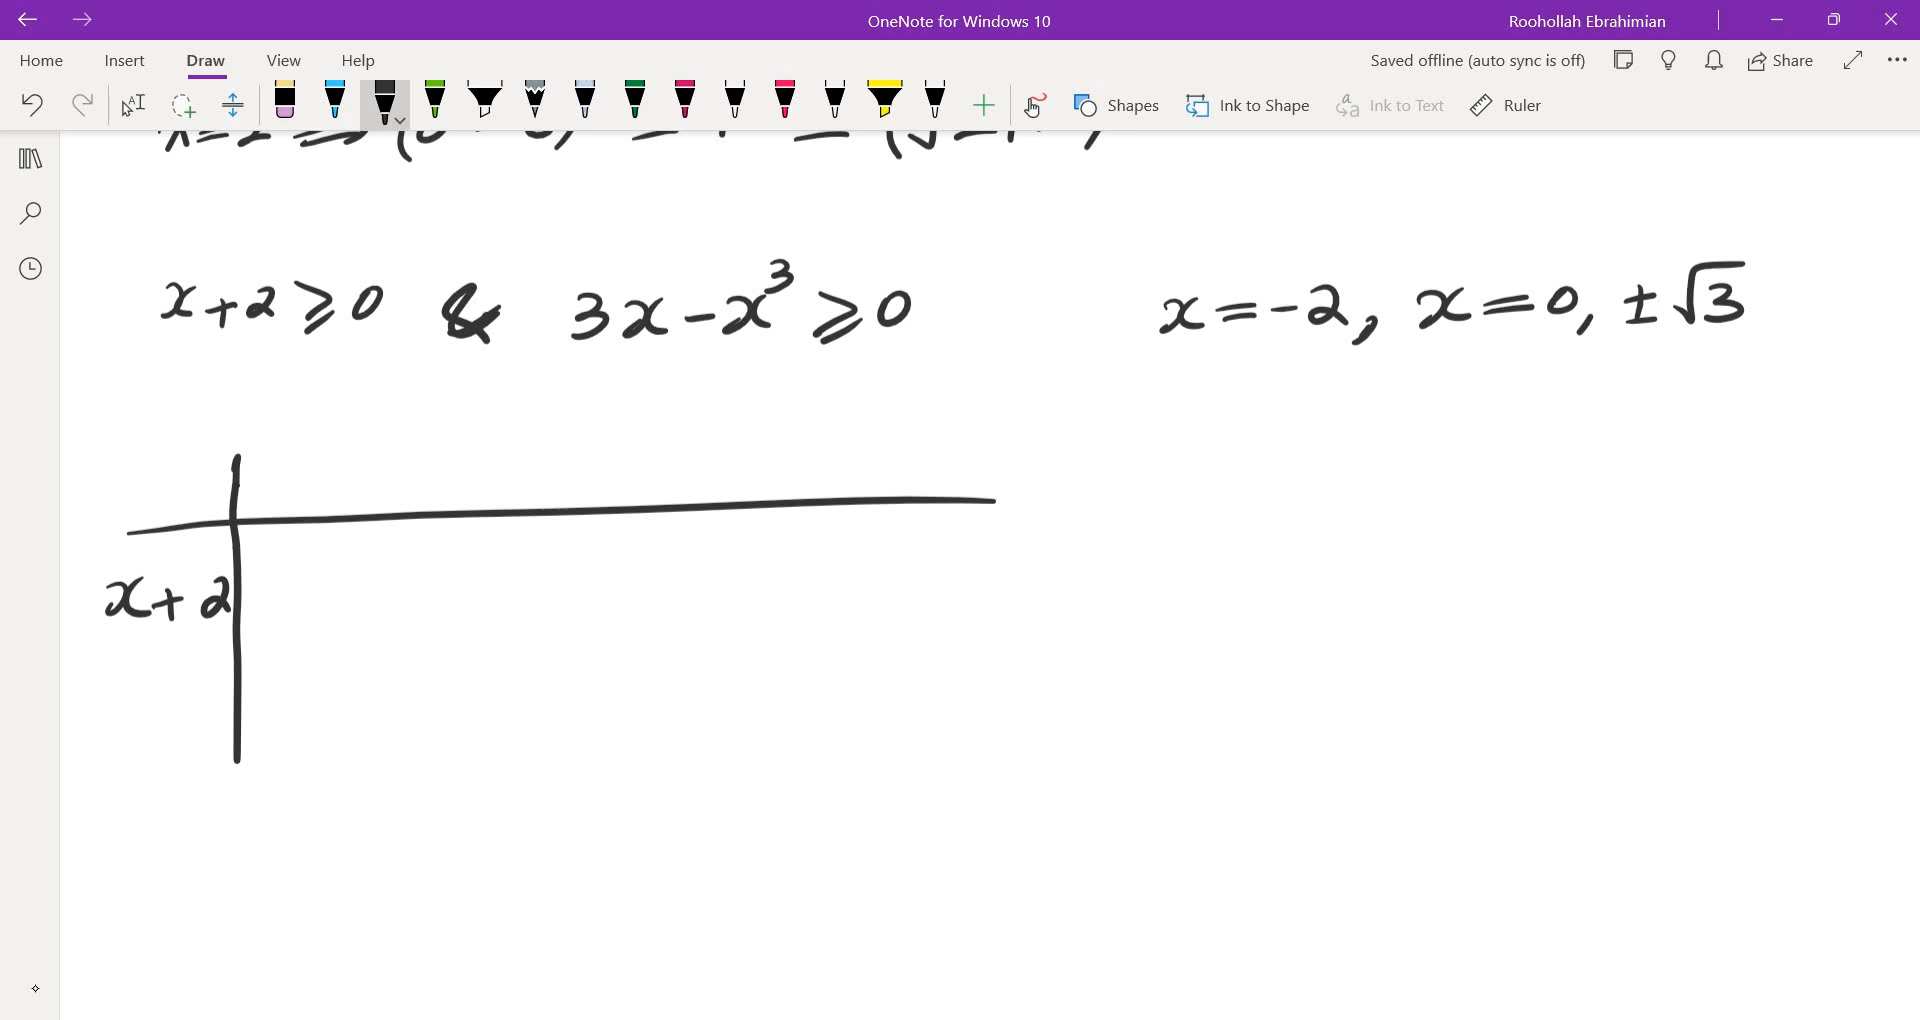 OneNote for Windows 10
Roohollah Ebrahimian
Home Insert Draw View Help
Saved offline (auto sync is off) Share
Shapes Ink to Shape Ink to Text Ruler
x+2⩾0 & 3x-x³⩾0 x=-2, x=0, ±√3
x+2